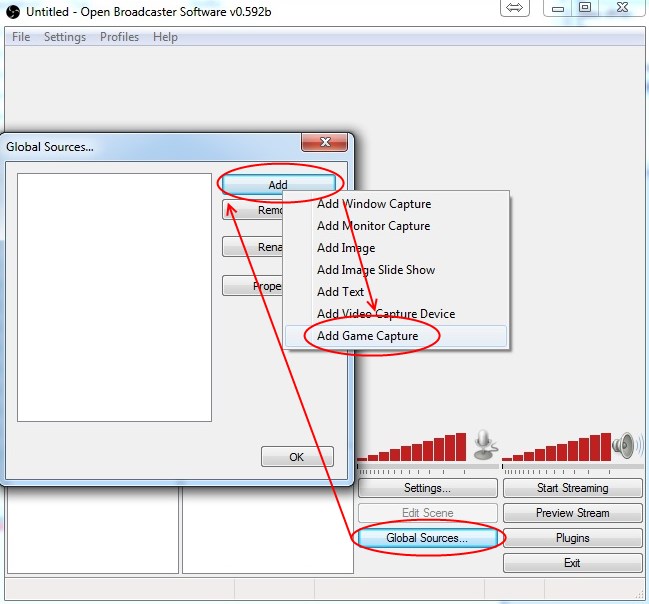 Untitled - Open Broadcaster Software v0.592b
File Settings Profiles Help
Global Sources...
Add
Remo
Rena
Prope
Add Window Capture
Add Monitor Capture
Add Image
Add Image Slide Show
Add Text
Add Video Capture Device
Add Game Capture
OK
Settings... Start Streaming
Edit Scene Preview Stream
Global Sources... Plugins
Exit